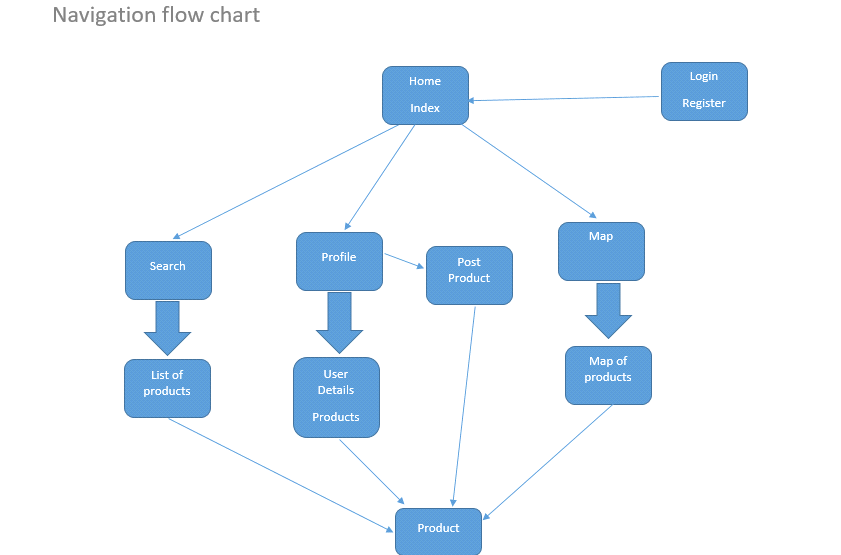 Navigation flow chart
Home
Index
Login
Register
Search
Profile
Post
Product
Map
List of
products
User
Details
Products
Map of
products
Product